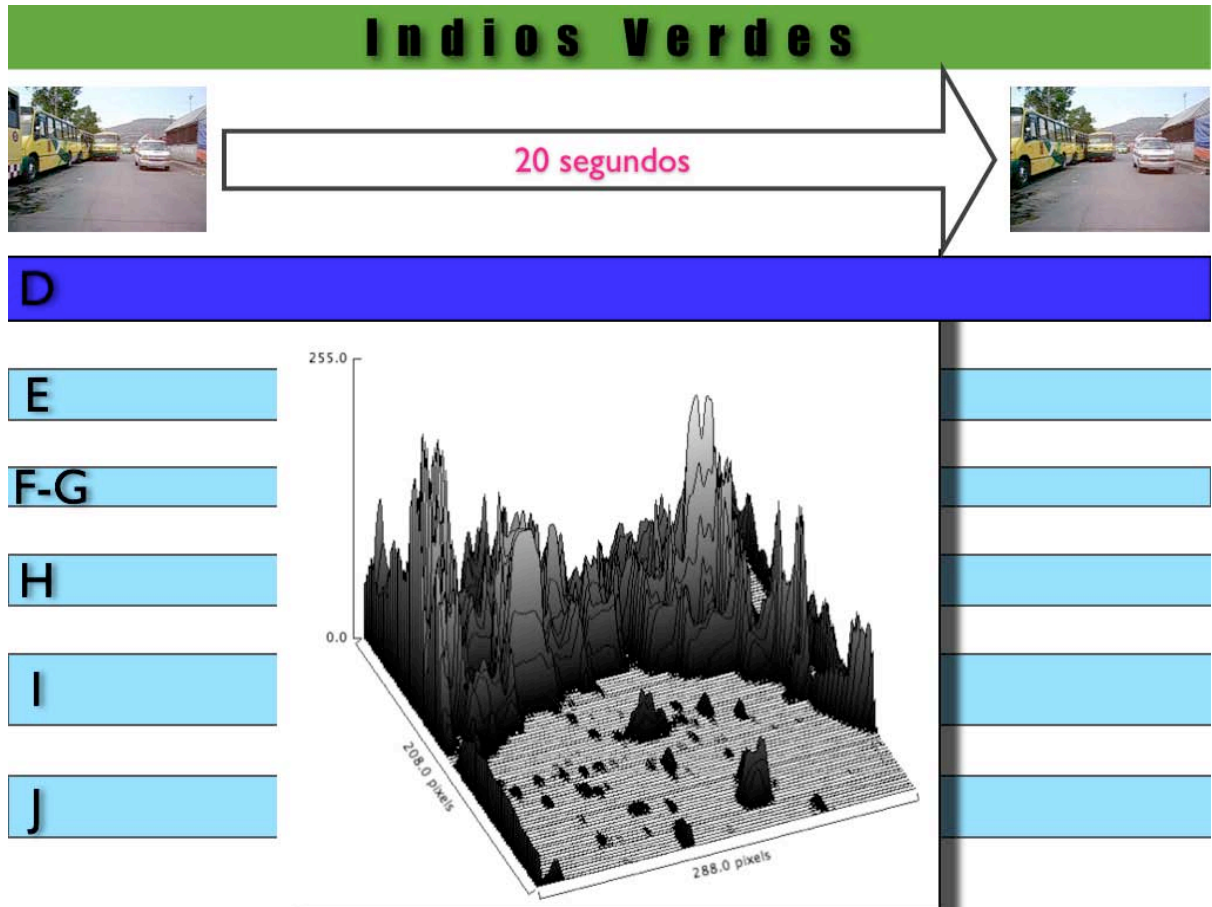 Indios Verdes
20 segundos
D
E
F-G
H
I
J
255.0
0.0
208.0 pixels
288.0 pixels